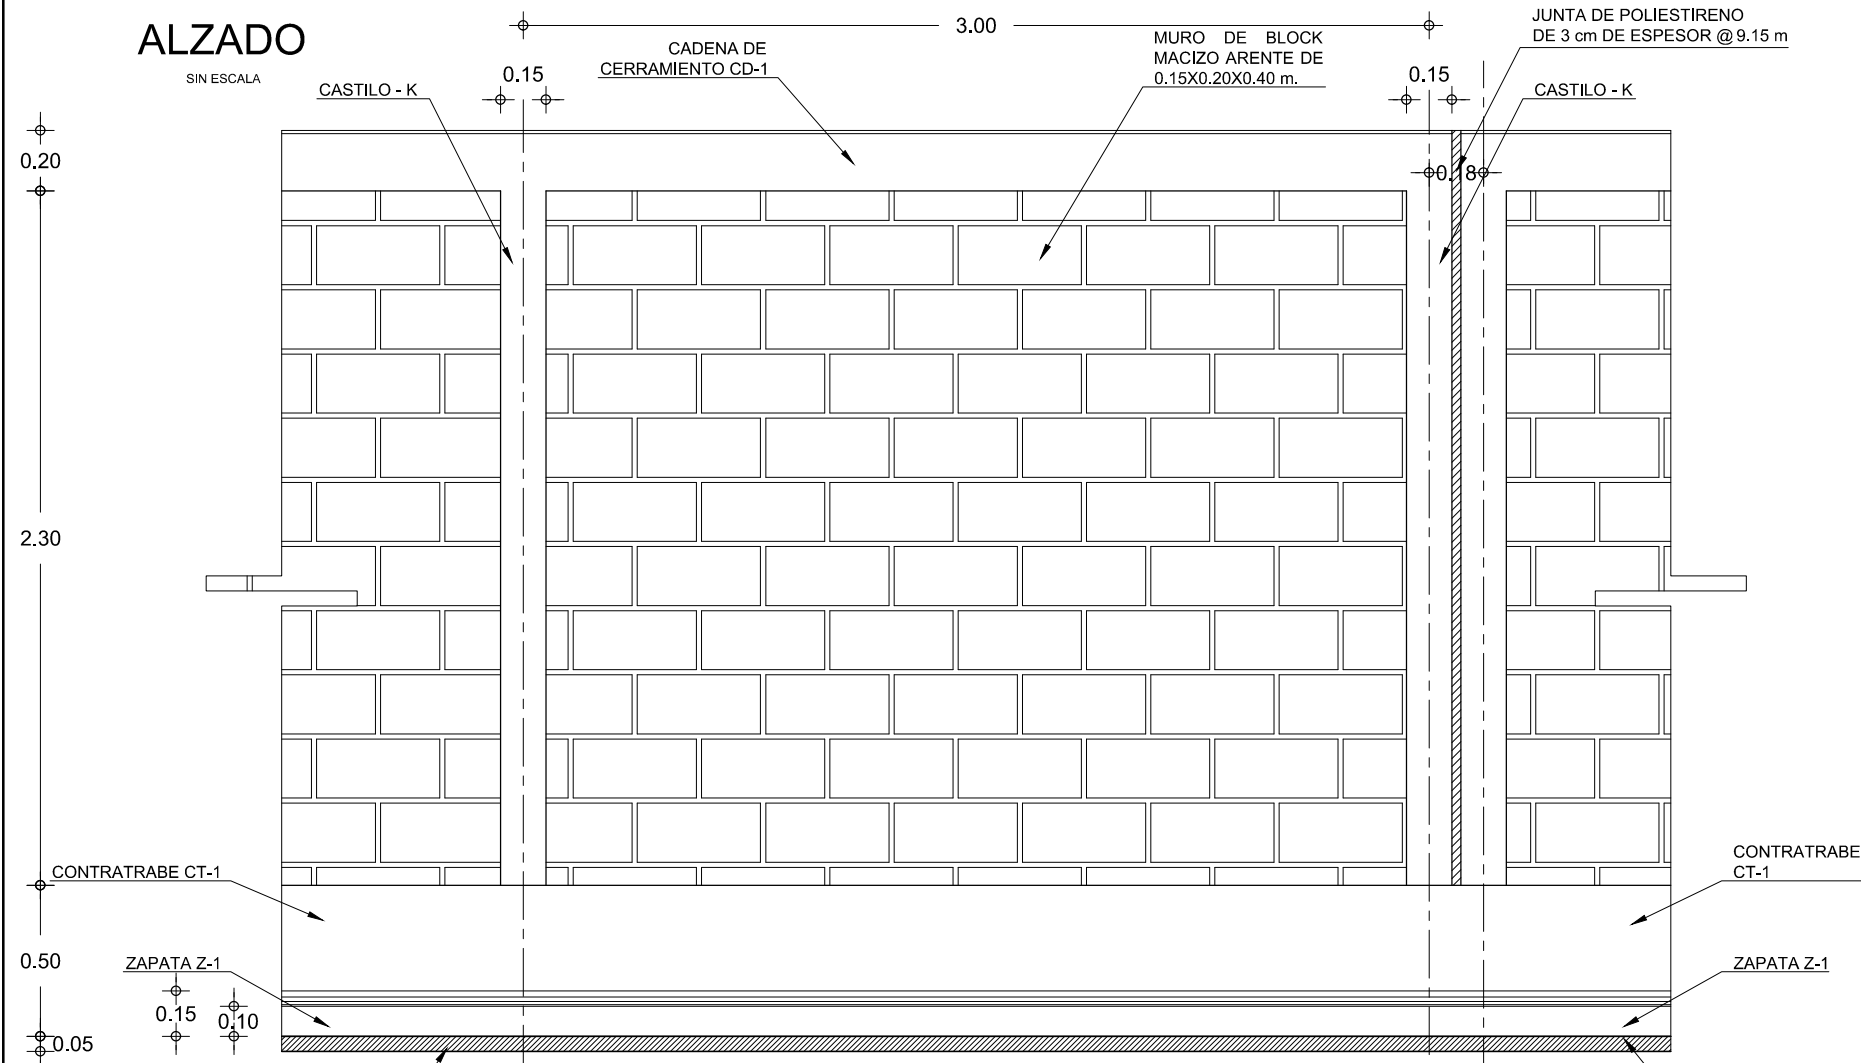 ALZADO
SIN ESCALA
3.00
CADENA DE
CERRAMIENTO CD-1
MURO DE BLOCK
MACIZO ARENTE DE
0.15X0.20X0.40 m.
JUNTA DE POLIESTIRENO
DE 3 cm DE ESPESOR @ 9.15 m
CASTILO - K
0.15
0.15
CASTILO - K
0.20
0.18
2.30
CONTRATRABE CT-1
CONTRATRABE
CT-1
0.50
ZAPATA Z-1
ZAPATA Z-1
0.15
0.10
0.05